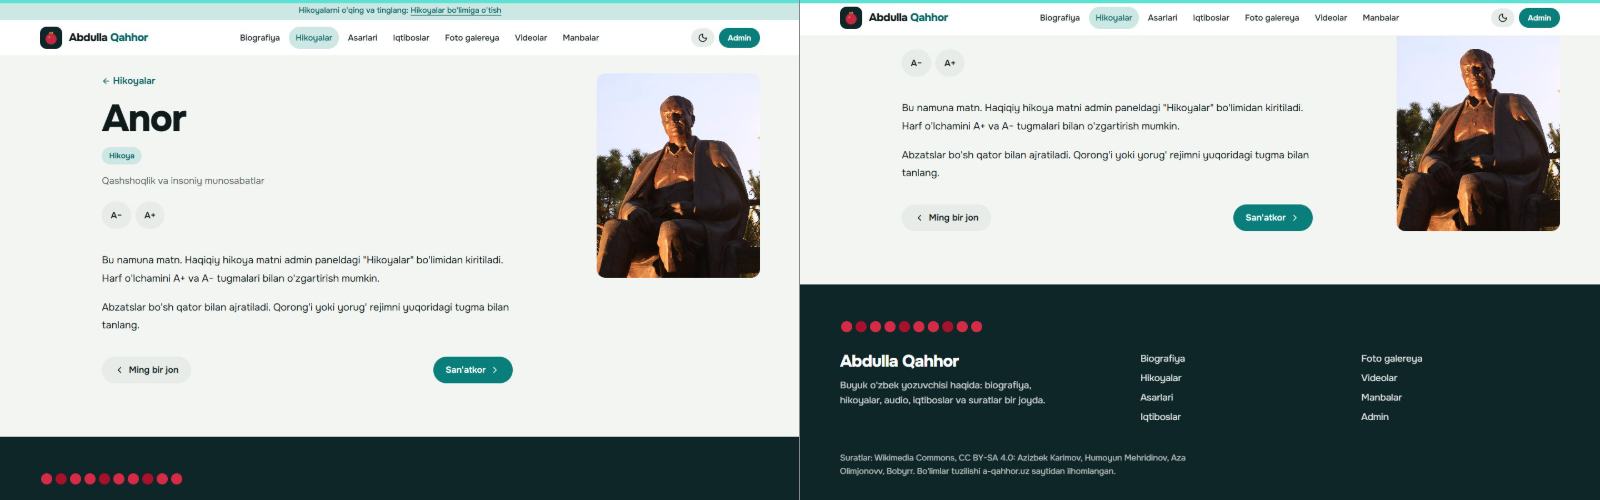 Hikoyalarni o'qing va tinglang: Hikoyalar bo'limiga o'tish
Abdulla Qahhor
Biografiya Hikoyalar Asarlari Iqtiboslar Foto galereya Videolar Manbalar
Admin
← Hikoyalar
Anor
Hikoya
Qashshoqlik va insoniy munosabatlar
A− A+
Bu namuna matn. Haqiqiy hikoya matni admin paneldagi "Hikoyalar" bo'limidan kiritiladi.
Harf o'lchamini A+ va A− tugmalari bilan o'zgartirish mumkin.
Abzatslar bo'sh qator bilan ajratiladi. Qorong'i yoki yorug' rejimni yuqoridagi tugma bilan
tanlang.
Ming bir jon
San'atkor
Abdulla Qahhor
Biografiya Hikoyalar Asarlari Iqtiboslar Foto galereya Videolar Manbalar
Admin
A− A+
Bu namuna matn. Haqiqiy hikoya matni admin paneldagi "Hikoyalar" bo'limidan kiritiladi.
Harf o'lchamini A+ va A− tugmalari bilan o'zgartirish mumkin.
Abzatslar bo'sh qator bilan ajratiladi. Qorong'i yoki yorug' rejimni yuqoridagi tugma bilan
tanlang.
Ming bir jon
San'atkor
Abdulla Qahhor
Buyuk o'zbek yozuvchisi haqida: biografiya,
hikoyalar, audio, iqtiboslar va suratlar bir joyda.
Biografiya
Hikoyalar
Asarlari
Iqtiboslar
Foto galereya
Videolar
Manbalar
Admin
Suratlar: Wikimedia Commons, CC BY-SA 4.0: Azizbek Karimov, Humoyun Mehridinov, Aza
Olimjonovv, Bobyrr. Bo'limlar tuzilishi a-qahhor.uz saytidan ilhomlangan.